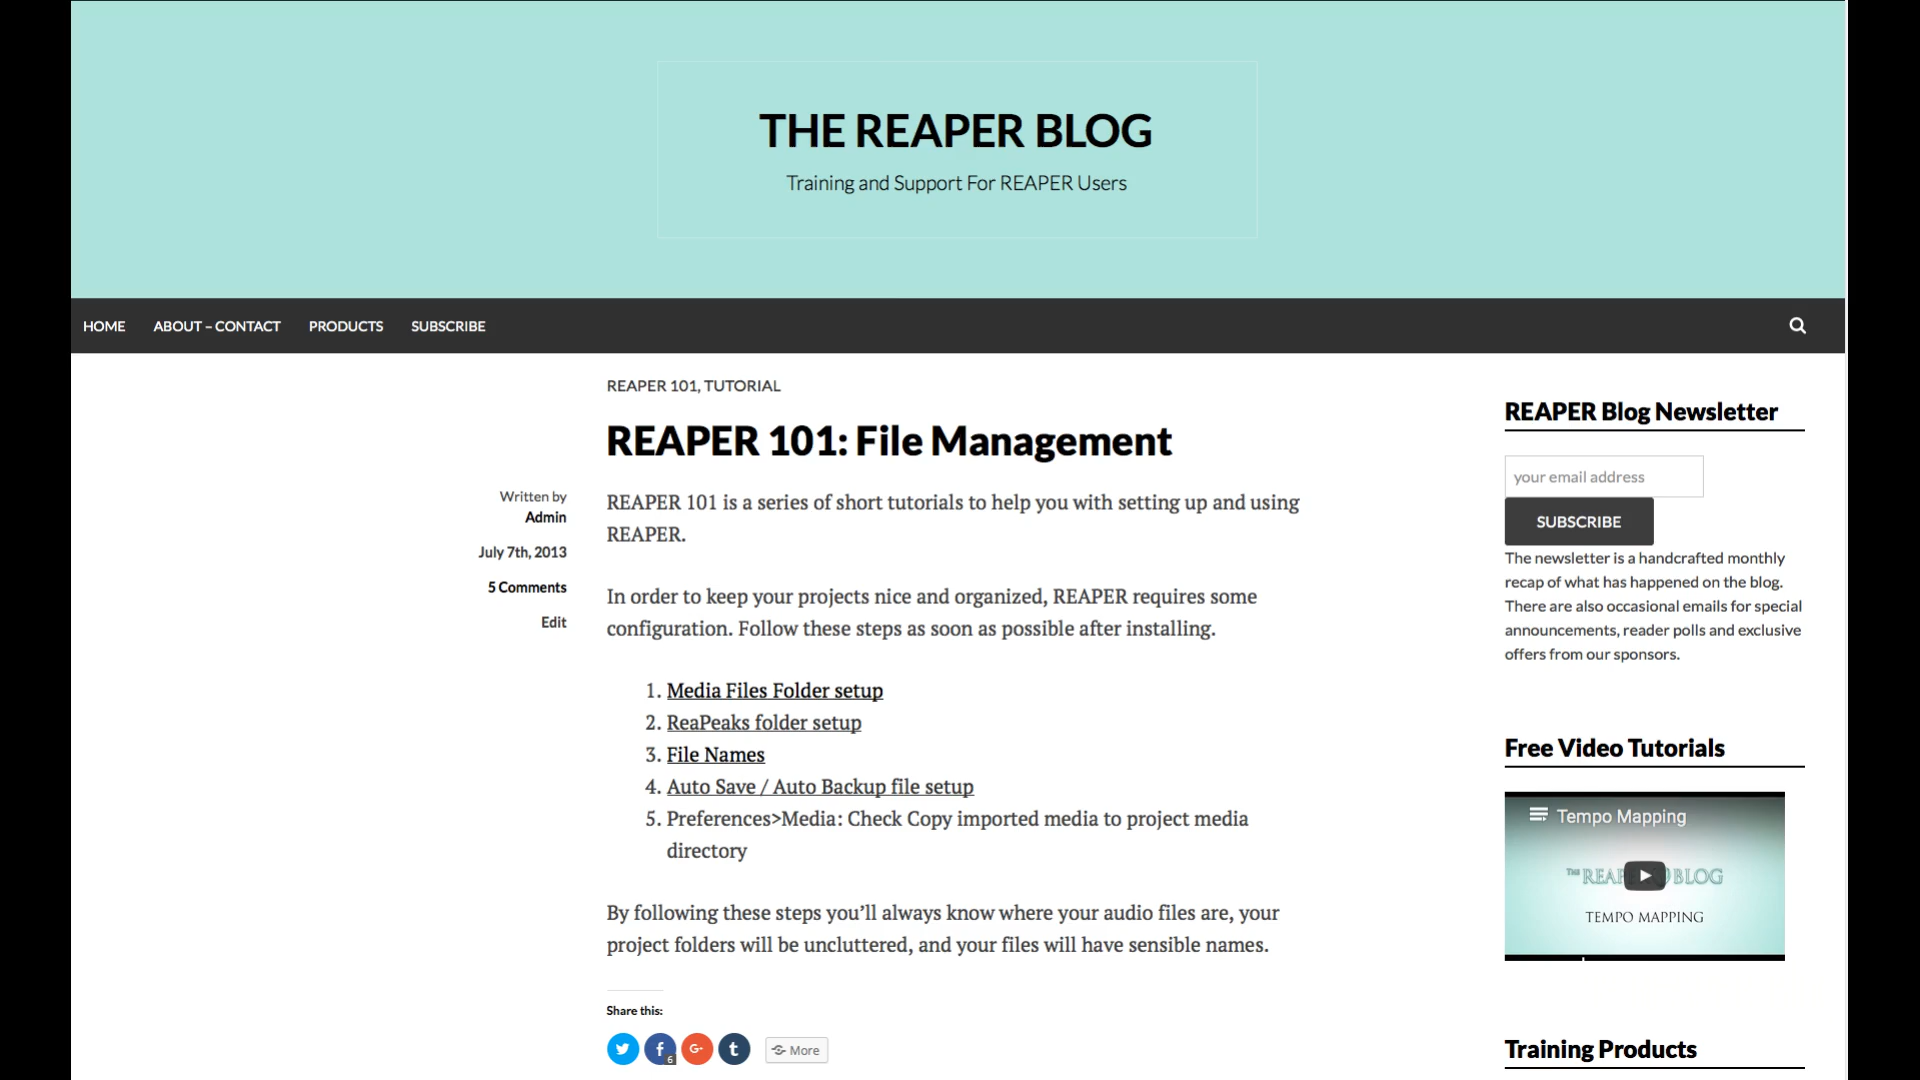 THE REAPER BLOG
Training and Support For REAPER Users
HOME ABOUT – CONTACT PRODUCTS SUBSCRIBE
REAPER 101, TUTORIAL
REAPER 101: File Management
Written by
Admin
July 7th, 2013
5 Comments
Edit
REAPER 101 is a series of short tutorials to help you with setting up and using
REAPER.
In order to keep your projects nice and organized, REAPER requires some
configuration. Follow these steps as soon as possible after installing.
1. Media Files Folder setup
2. ReaPeaks folder setup
3. File Names
4. Auto Save / Auto Backup file setup
5. Preferences>Media: Check Copy imported media to project media
directory
By following these steps you’ll always know where your audio files are, your
project folders will be uncluttered, and your files will have sensible names.
Share this:
6
More
REAPER Blog Newsletter
your email address
SUBSCRIBE
The newsletter is a handcrafted monthly
recap of what has happened on the blog.
There are also occasional emails for special
announcements, reader polls and exclusive
offers from our sponsors.
Free Video Tutorials
Tempo Mapping
THE REAPER BLOG
TEMPO MAPPING
Training Products